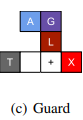 A G
L
T + X
(c) Guard